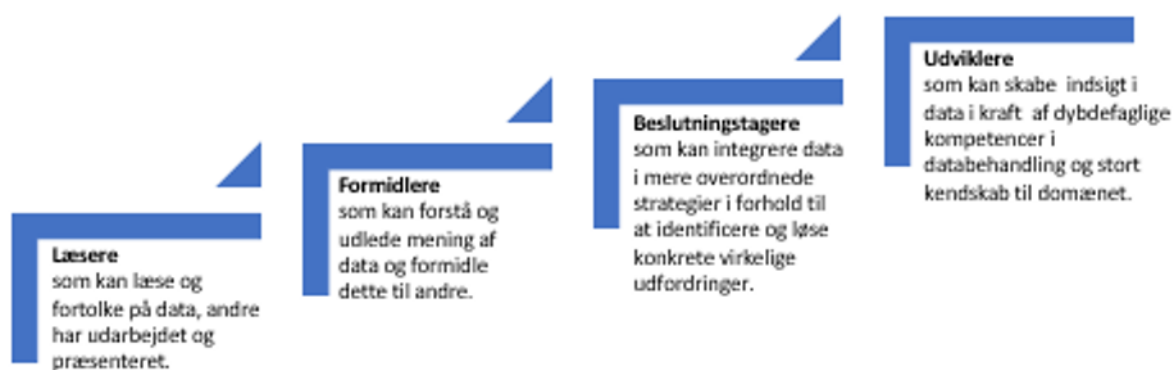 Læsere
som kan læse og
fortolke på data, andre
har udarbejdet og
præsenteret.
Formidlere
som kan forstå og
udlede mening af
data og formidle
dette til andre.
Beslutningstagere
som kan integrere data
i mere overordnede
strategier i forhold til
at identificere og løse
konkrete virkelige
udfordringer.
Udviklere
som kan skabe indsigt i
data i kraft af dybdefaglige
kompetencer i
databehandling og stort
kendskab til domænet.